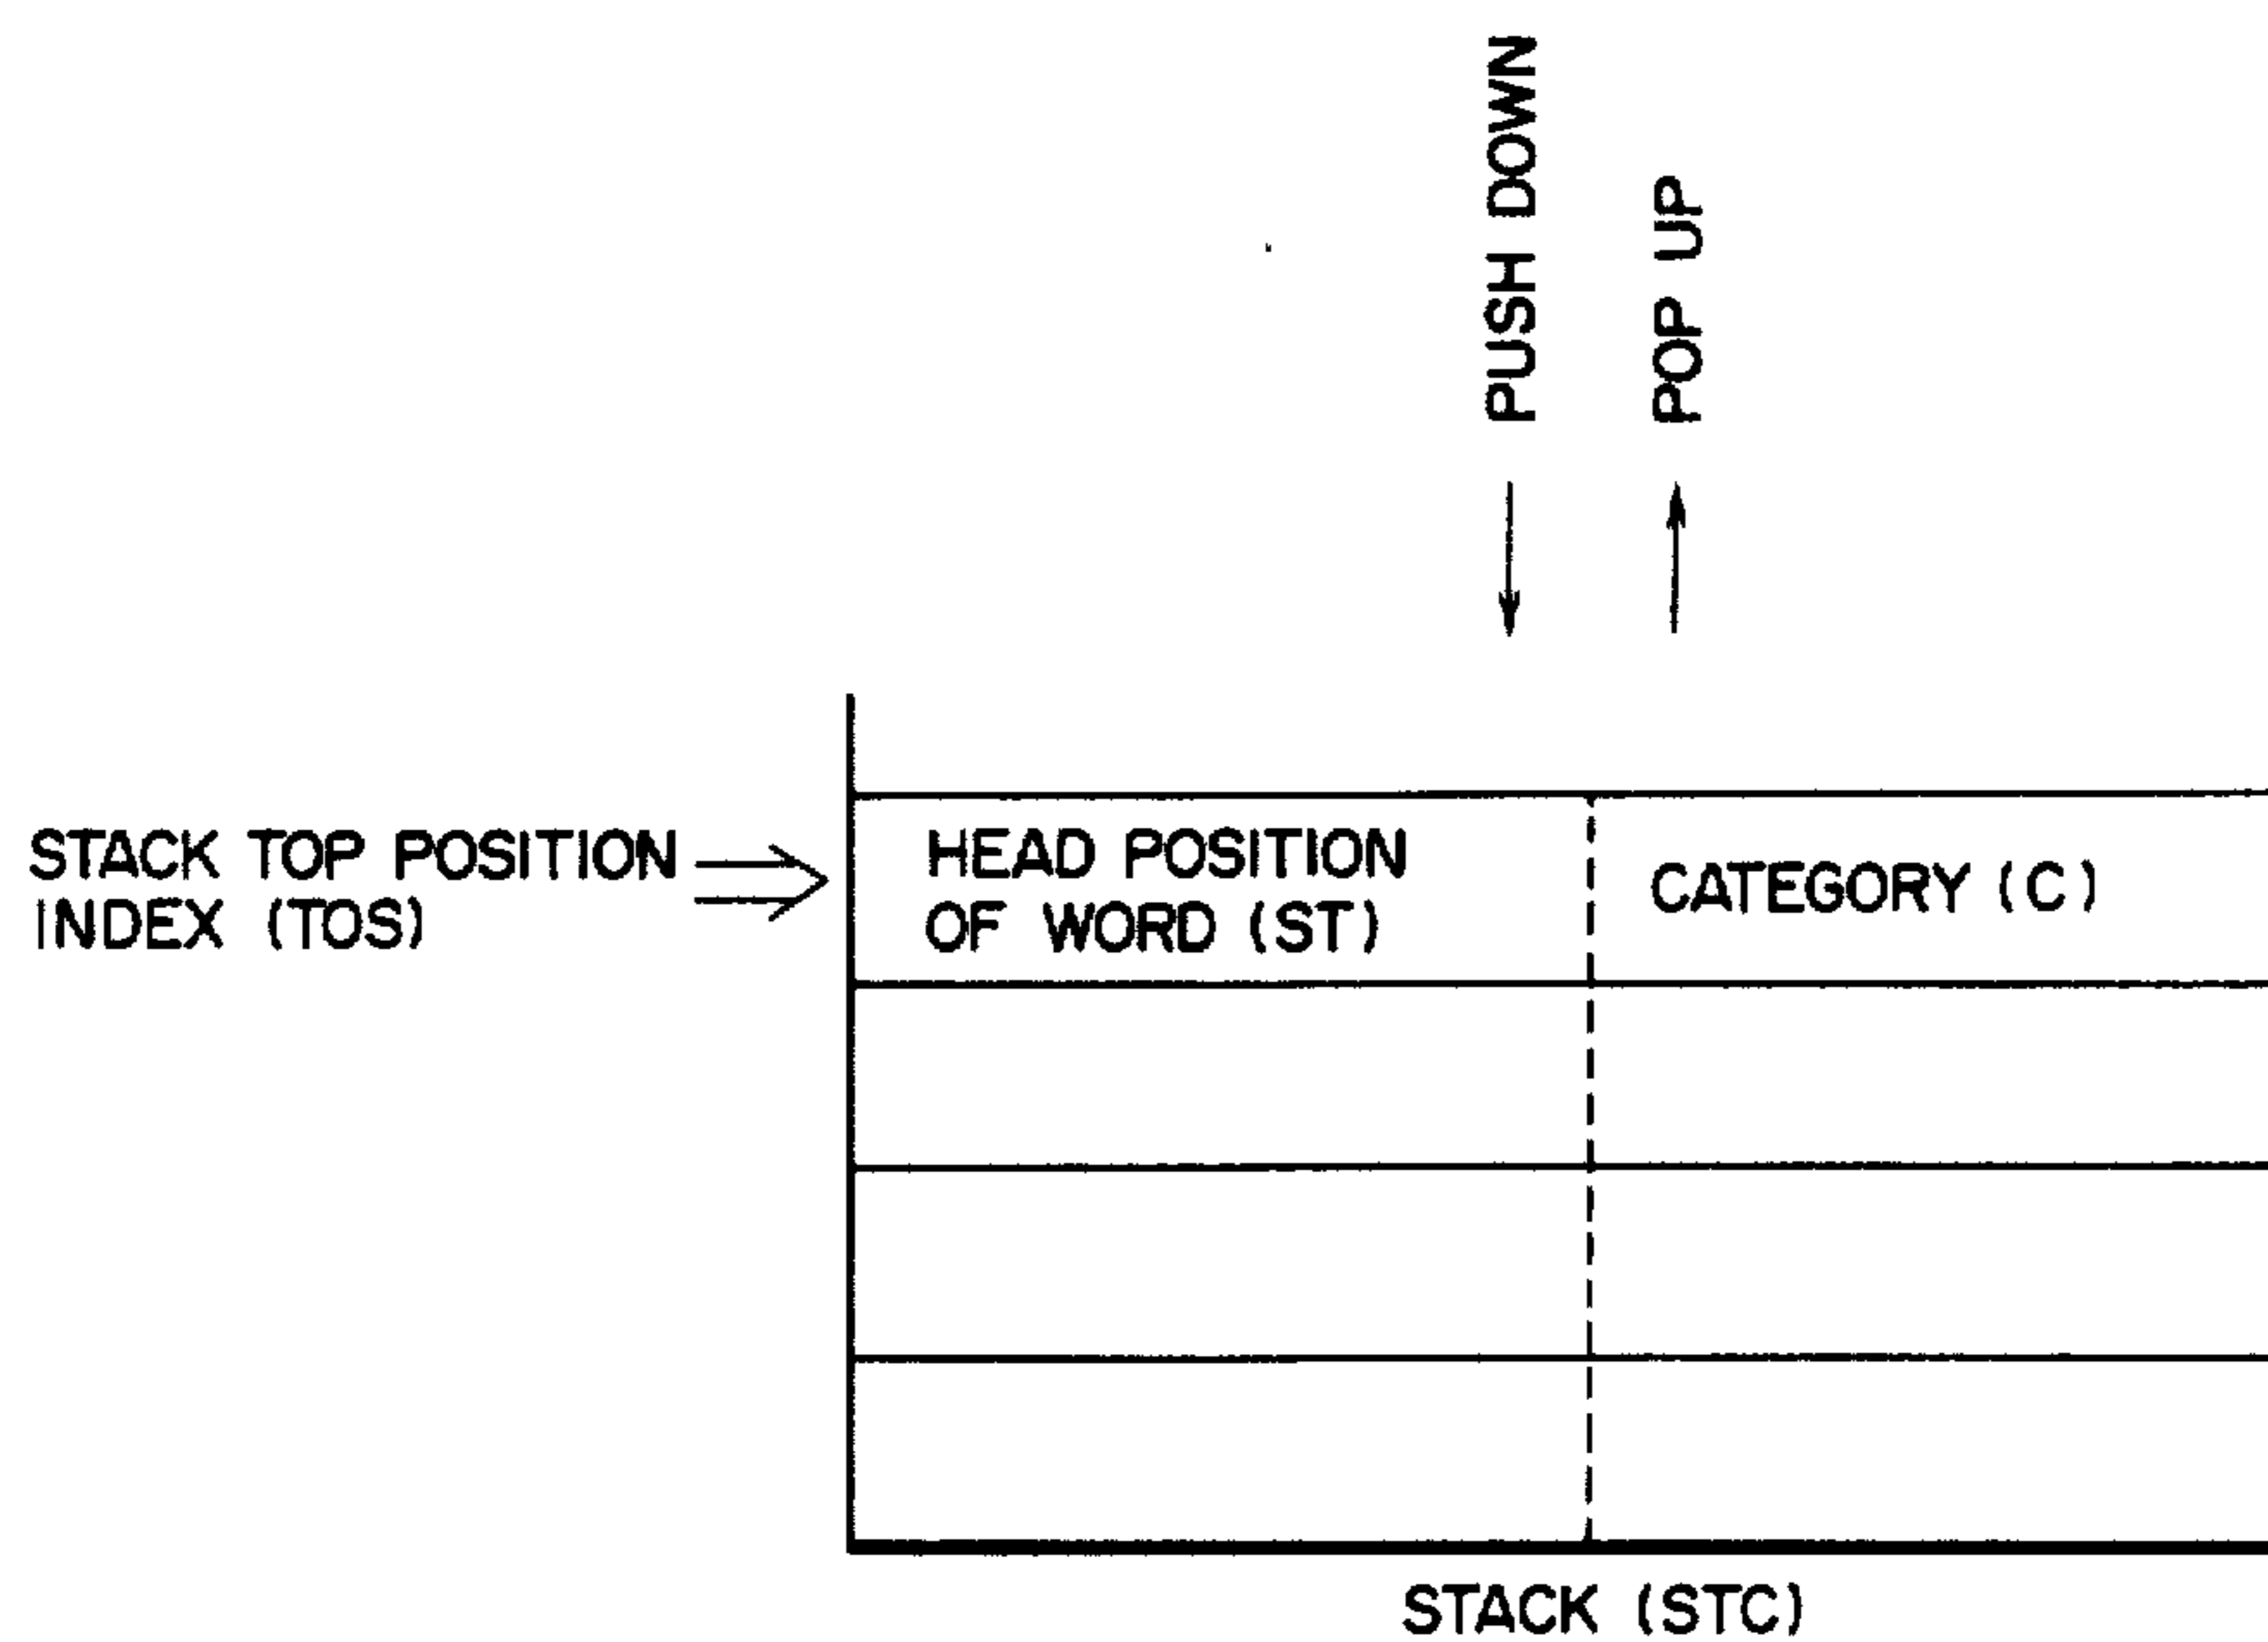 PUSH DOWN
POP UP
STACK TOP POSITION
INDEX (TOS)
HEAD POSITION
OF WORD (ST)
CATEGORY (C)
STACK (STC)